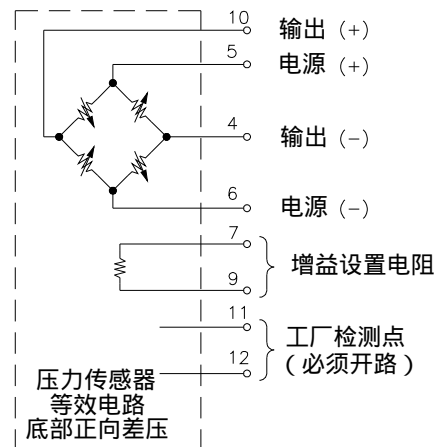 10 输出 (+)
5 电源 (+)
4 输出 (−)
6 电源 (−)
7
增益设置电阻
9
11
工厂检测点
12 (必须开路)
压力传感器
等效电路
底部正向差压